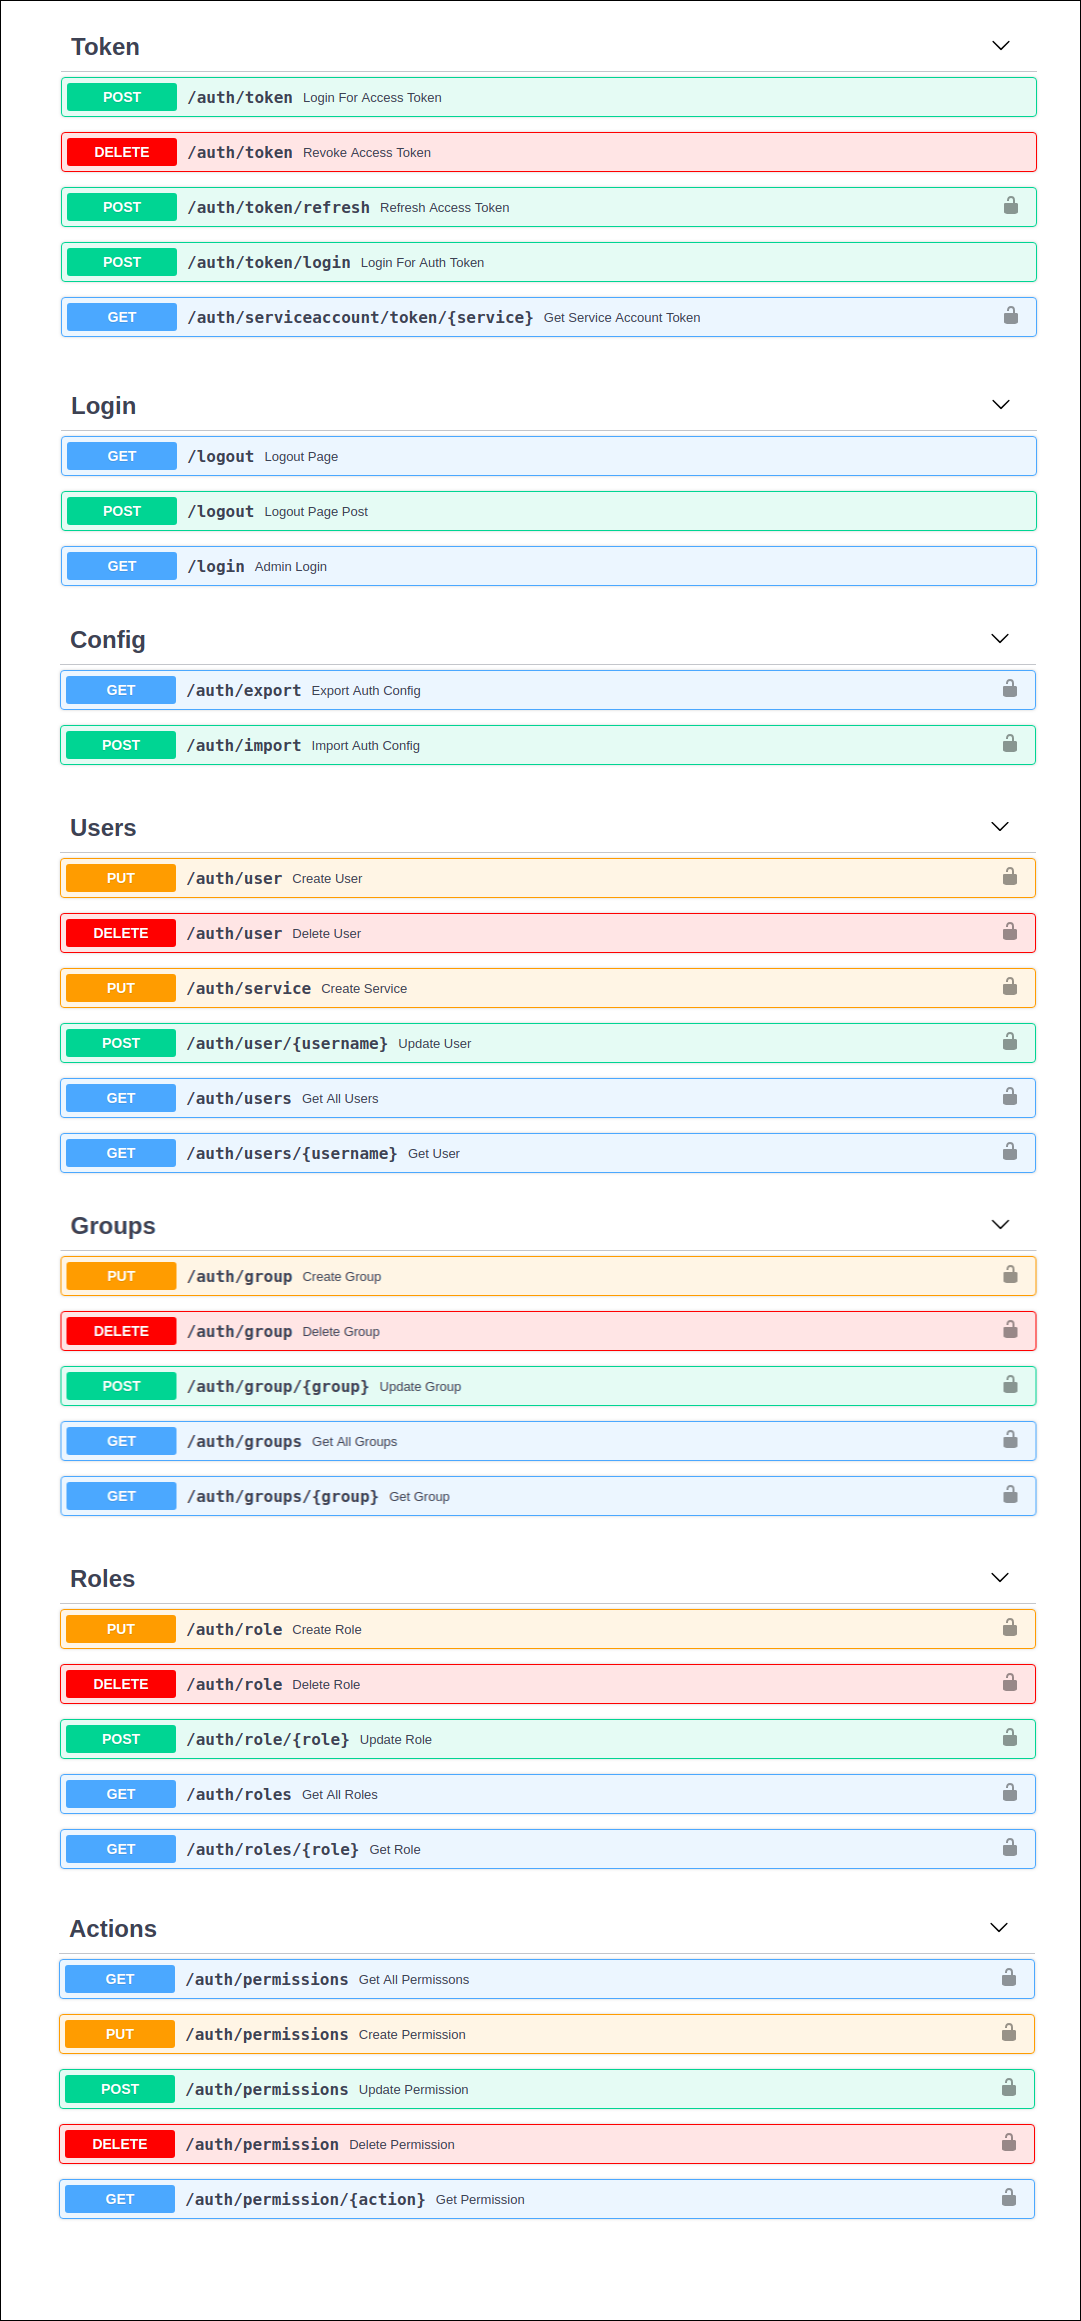 Token
POST /auth/token Login For Access Token
DELETE /auth/token Revoke Access Token
POST /auth/token/refresh Refresh Access Token
POST /auth/token/login Login For Auth Token
GET /auth/serviceaccount/token/{service} Get Service Account Token
Login
GET /logout Logout Page
POST /logout Logout Page Post
GET /login Admin Login
Config
GET /auth/export Export Auth Config
POST /auth/import Import Auth Config
Users
PUT /auth/user Create User
DELETE /auth/user Delete User
PUT /auth/service Create Service
POST /auth/user/{username} Update User
GET /auth/users Get All Users
GET /auth/users/{username} Get User
Groups
PUT /auth/group Create Group
DELETE /auth/group Delete Group
POST /auth/group/{group} Update Group
GET /auth/groups Get All Groups
GET /auth/groups/{group} Get Group
Roles
PUT /auth/role Create Role
DELETE /auth/role Delete Role
POST /auth/role/{role} Update Role
GET /auth/roles Get All Roles
GET /auth/roles/{role} Get Role
Actions
GET /auth/permissions Get All Permissons
PUT /auth/permissions Create Permission
POST /auth/permissions Update Permission
DELETE /auth/permission Delete Permission
GET /auth/permission/{action} Get Permission